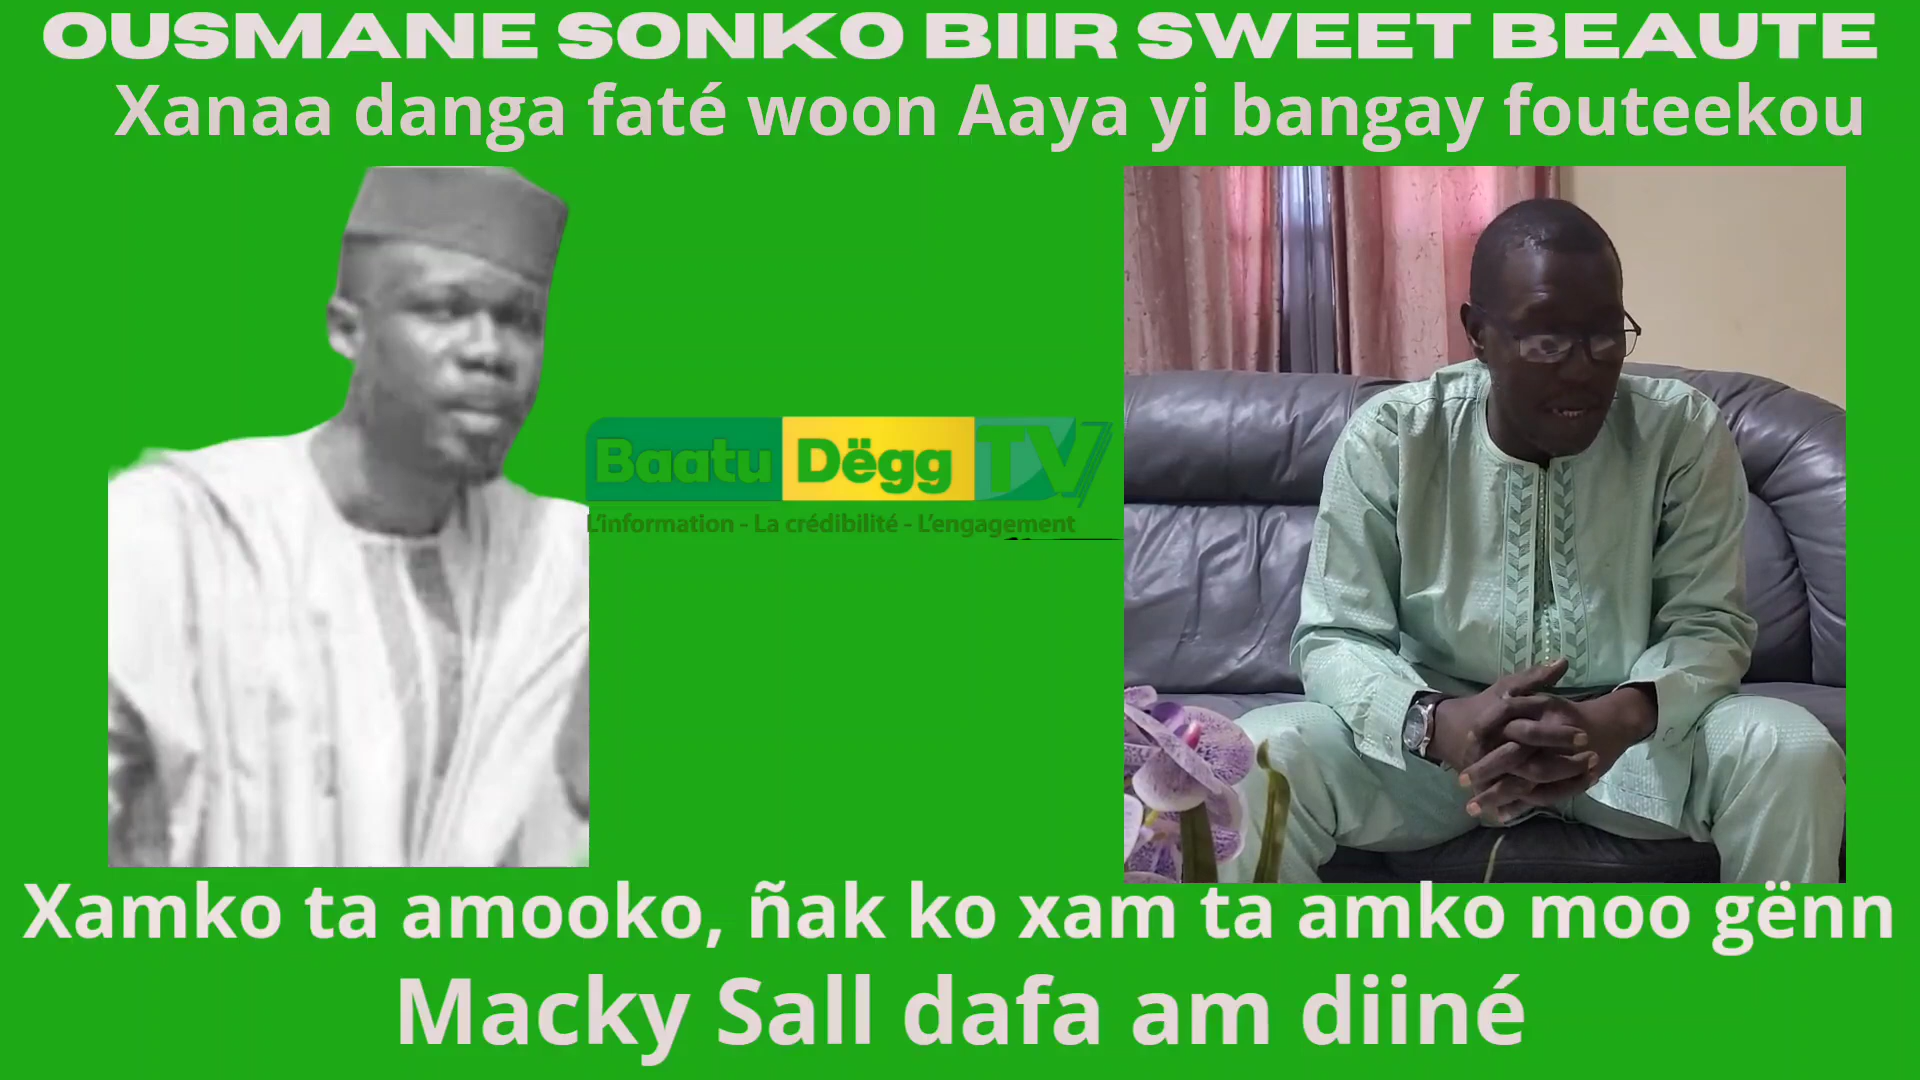 OUSMANE SONKO BIIR SWEET BEAUTE
Xanaa danga faté woon Aaya yi bangay fouteekou
Baatu Dëgg TV
L'information - La crédibilité - L'engagement
Xamko ta amooko, ñak ko xam ta amko moo gënn
Macky Sall dafa am diiné